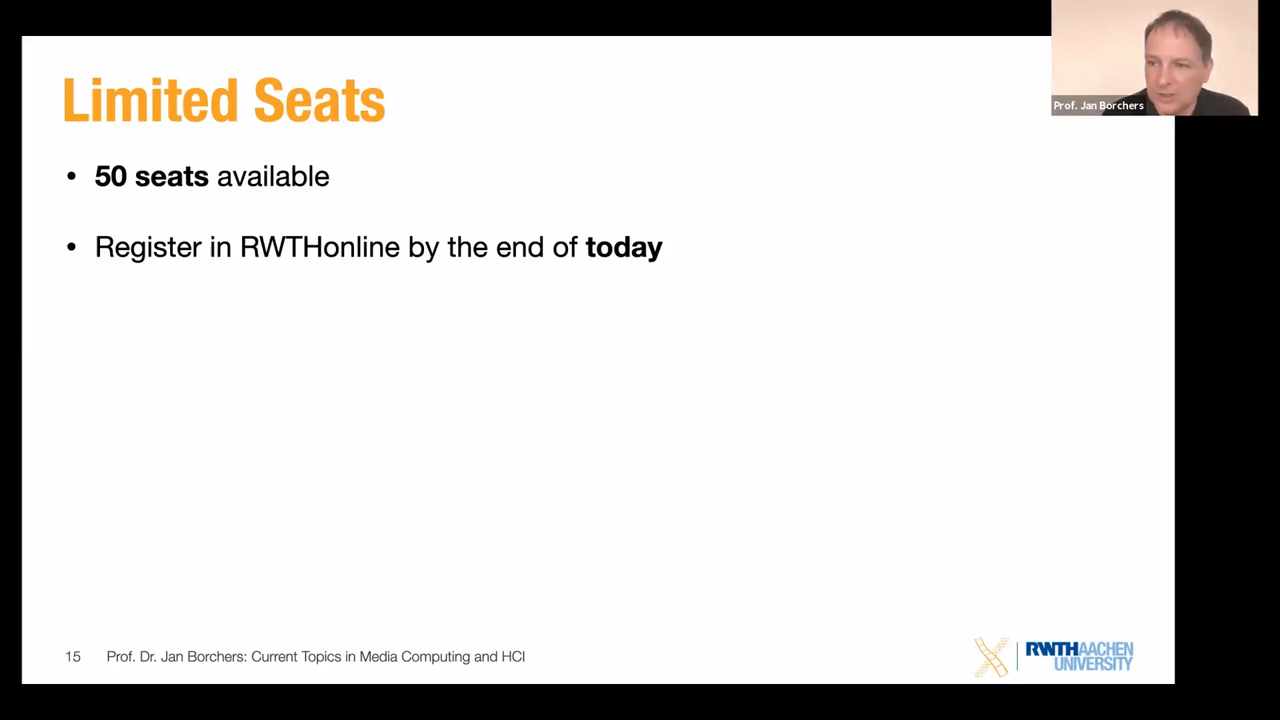 Limited Seats
Prof. Jan Borchers
• 50 seats available
• Register in RWTHonline by the end of today
15 Prof. Dr. Jan Borchers: Current Topics in Media Computing and HCI
RWTHAACHEN
UNIVERSITY